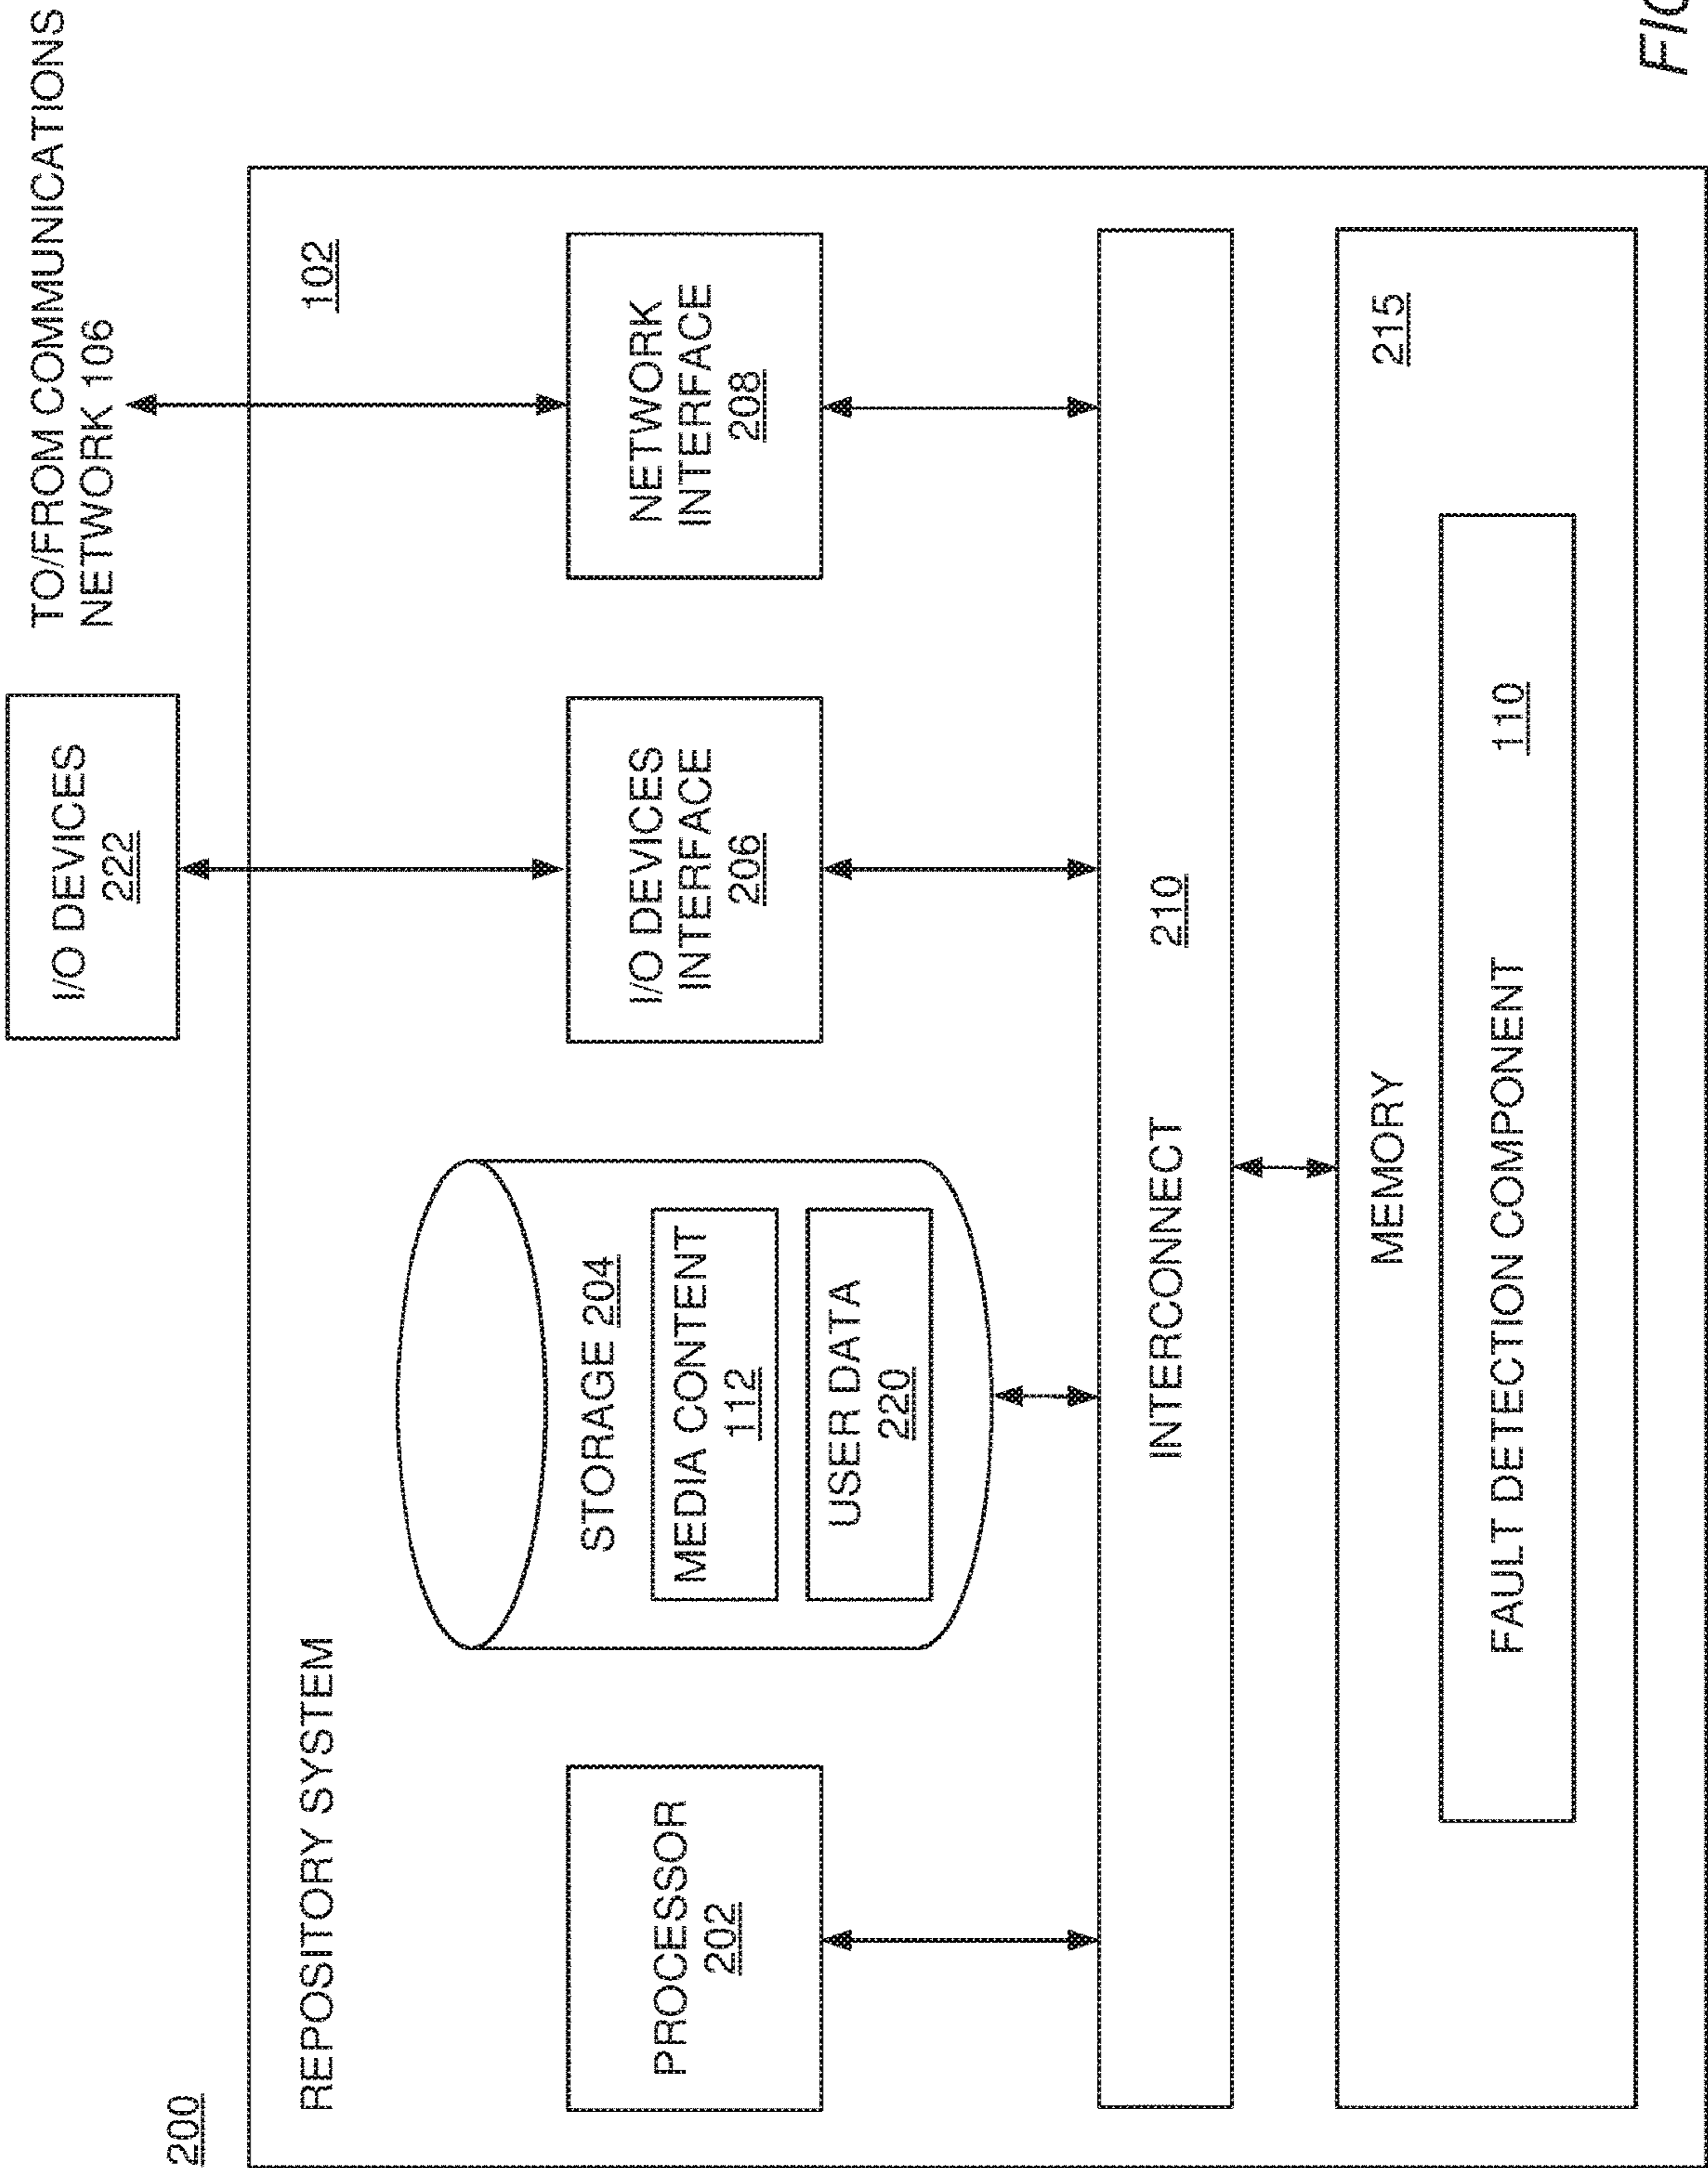 200
TO/FROM COMMUNICATIONS
NETWORK 106
I/O DEVICES
222
REPOSITORY SYSTEM
102
PROCESSOR
202
STORAGE 204
MEDIA CONTENT
112
USER DATA
220
I/O DEVICES
INTERFACE
206
NETWORK
INTERFACE
208
INTERCONNECT
210
MEMORY
215
FAULT DETECTION COMPONENT
110